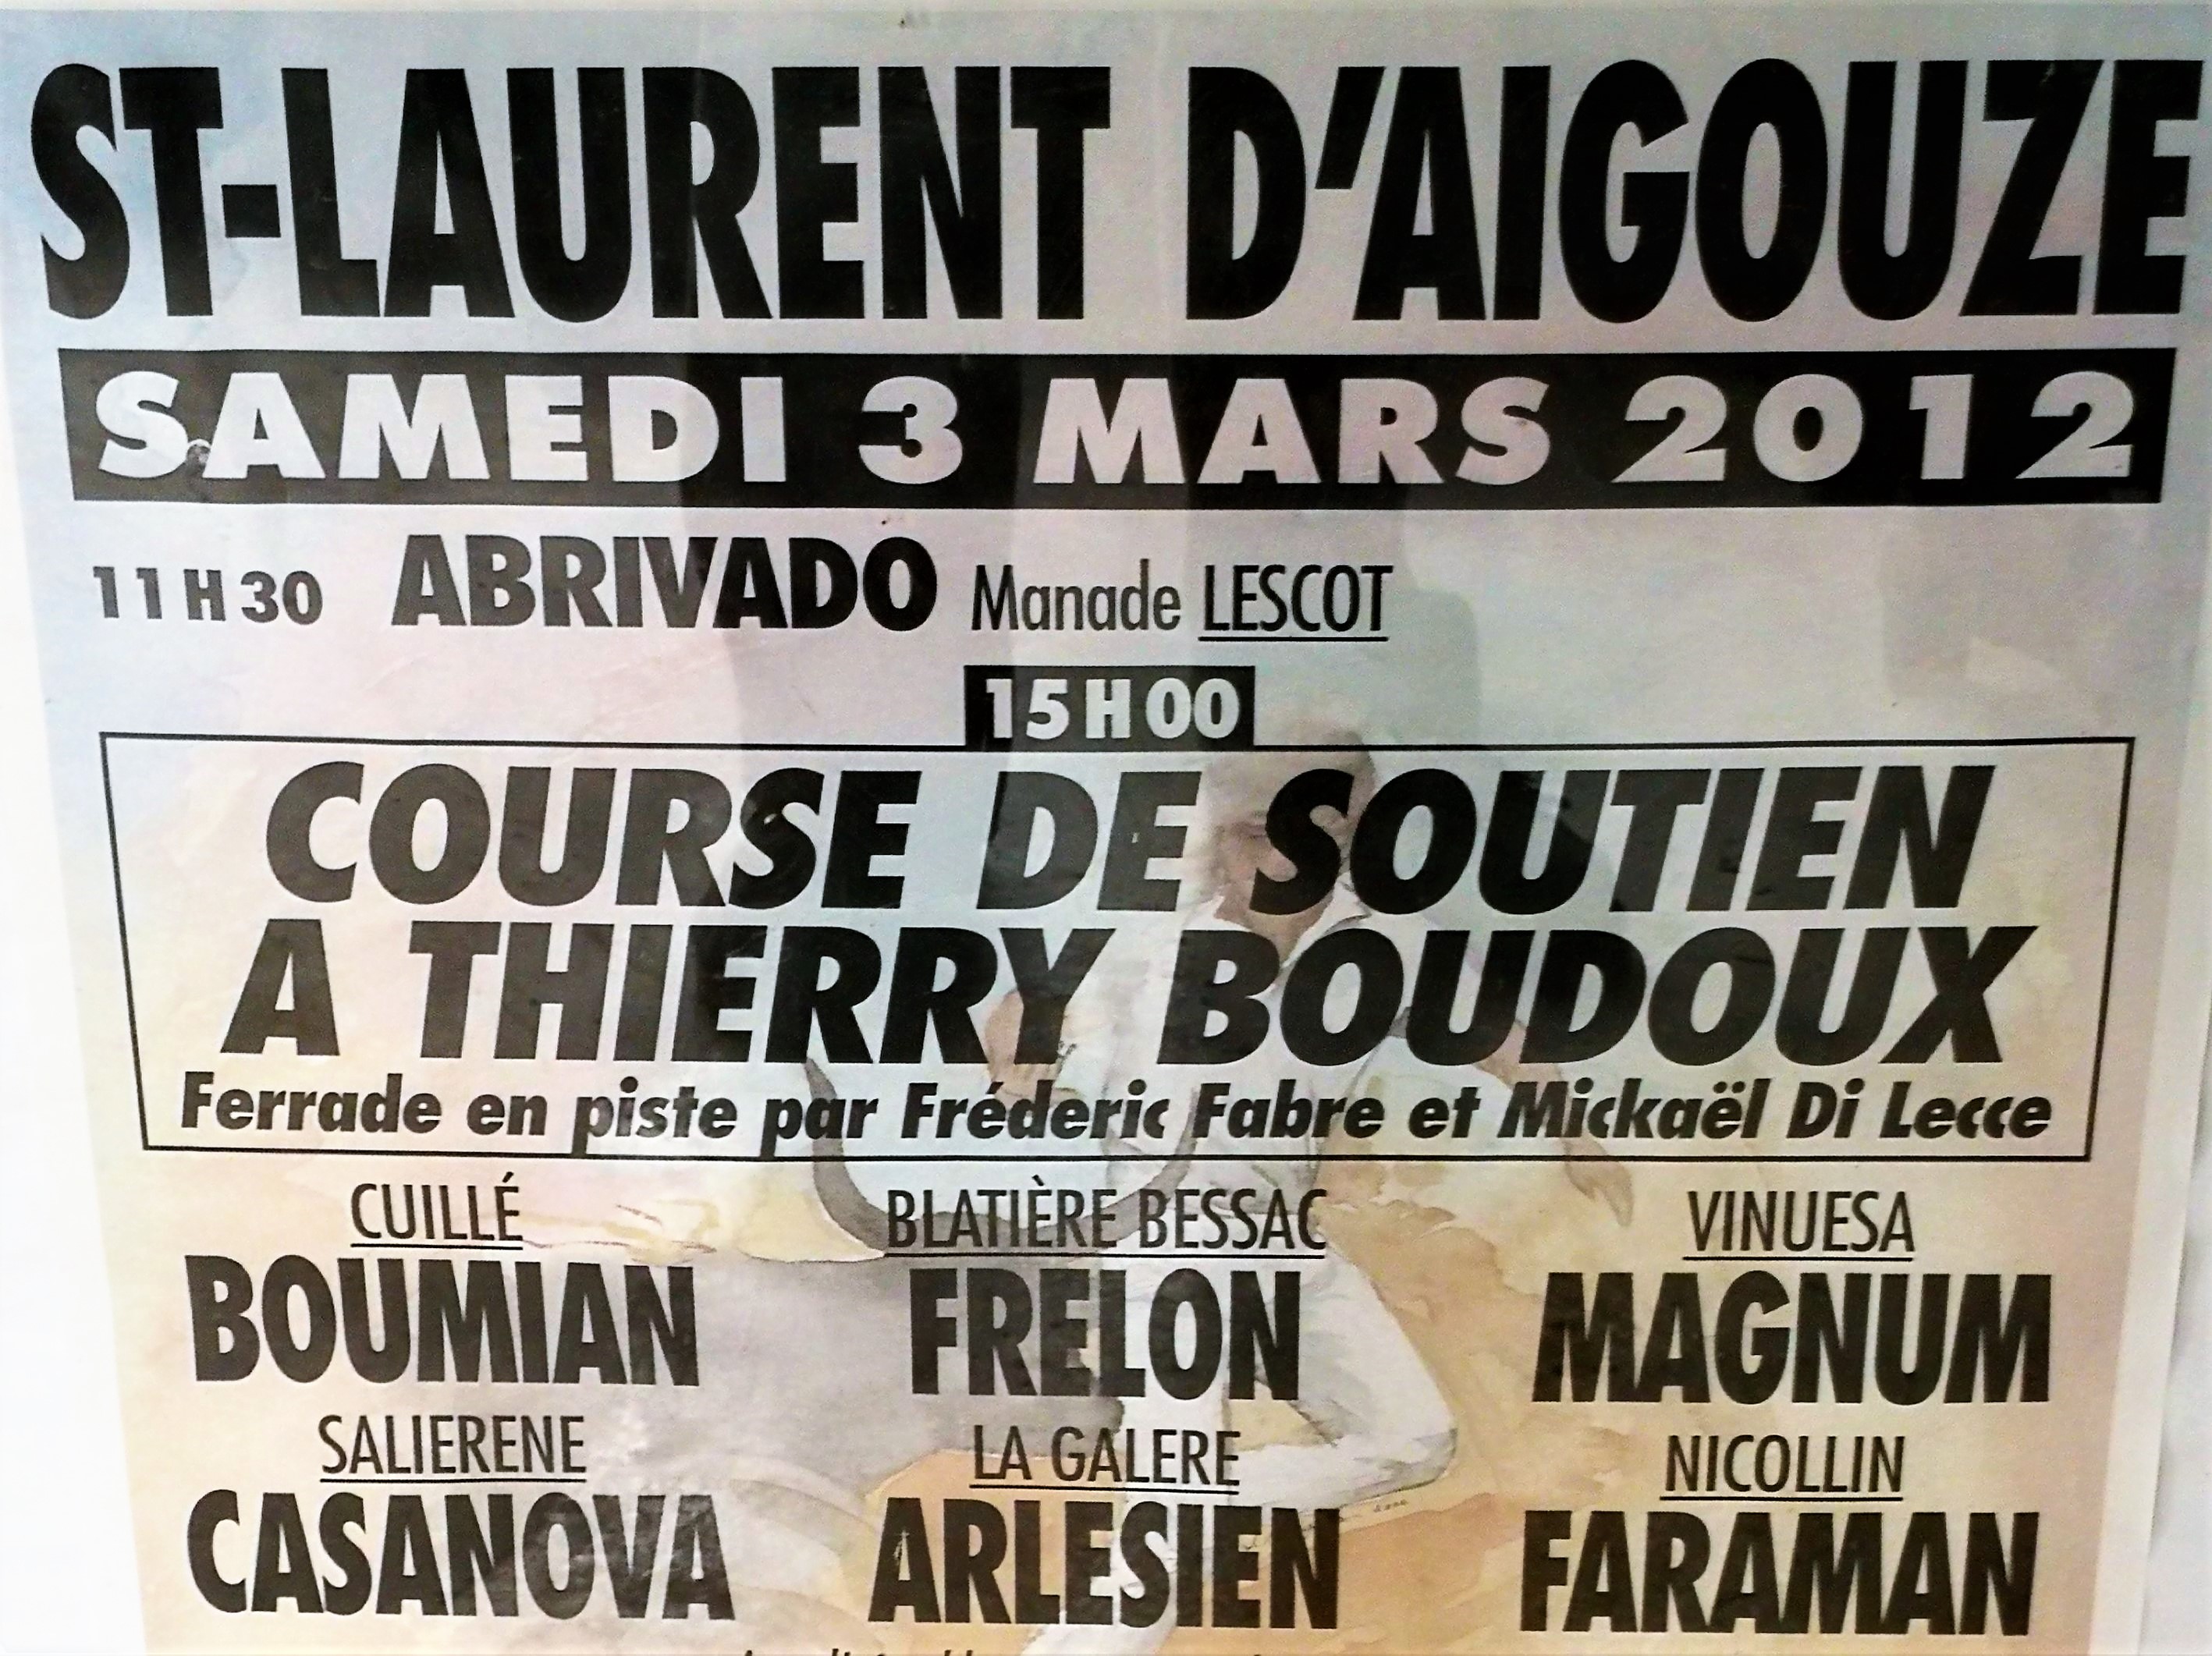 ST-LAURENT D'AIGOUZE
SAMEDI 3 MARS 2012
11H30 ABRIVADO Manade LESCOT
15H00
COURSE DE SOUTIEN
A THIERRY BOUDOUX
Ferrade en piste par Fréderic Fabre et Mickaël Di Lecce
CUILLÉ BLATIÈRE BESSAC VINUESA
BOUMIAN FRELON MAGNUM
SALIERENE LA GALERE NICOLLIN
CASANOVA ARLESIEN FARAMAN